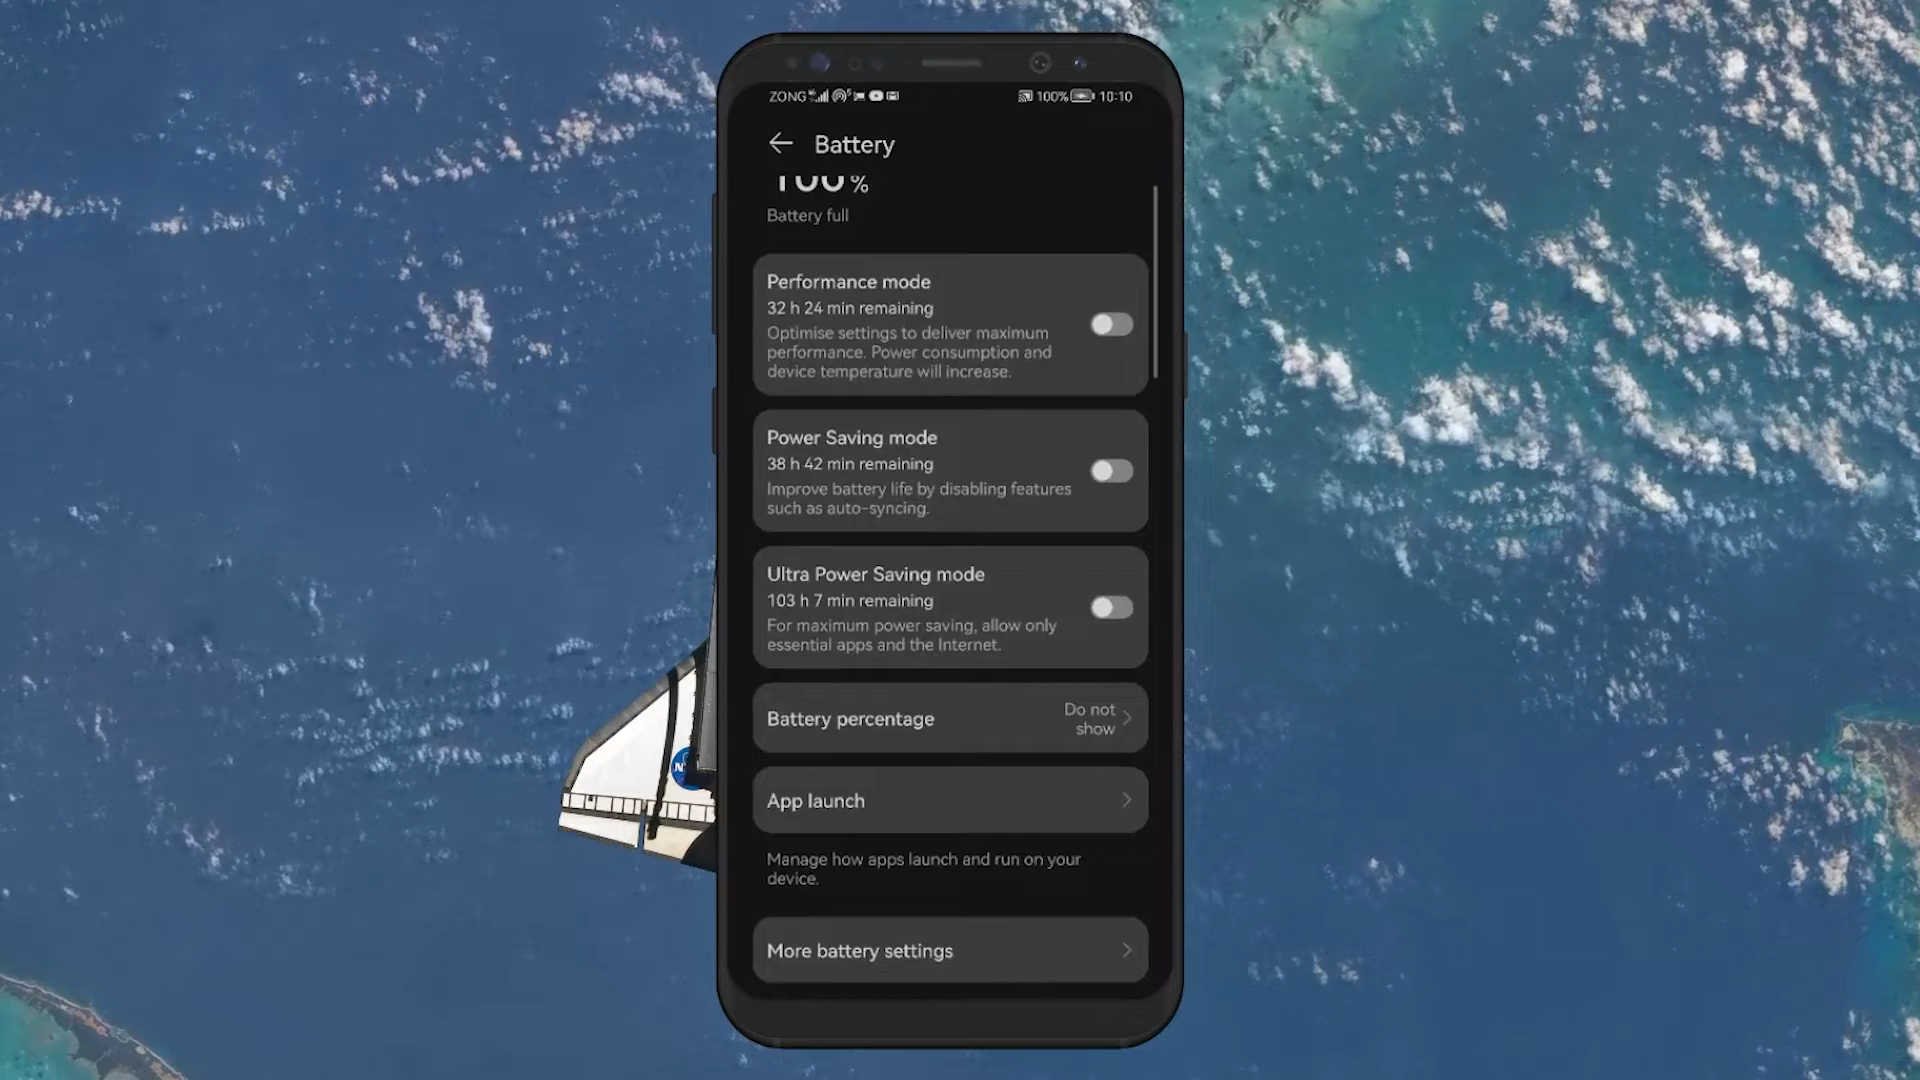 ZONG 100% 10:10
Battery
100%
Battery full
Performance mode
32 h 24 min remaining
Optimise settings to deliver maximum
performance. Power consumption and
device temperature will increase.
Power Saving mode
38 h 42 min remaining
Improve battery life by disabling features
such as auto-syncing.
Ultra Power Saving mode
103 h 7 min remaining
For maximum power saving, allow only
essential apps and the Internet.
Battery percentage
Do not
show
App launch
Manage how apps launch and run on your
device.
More battery settings